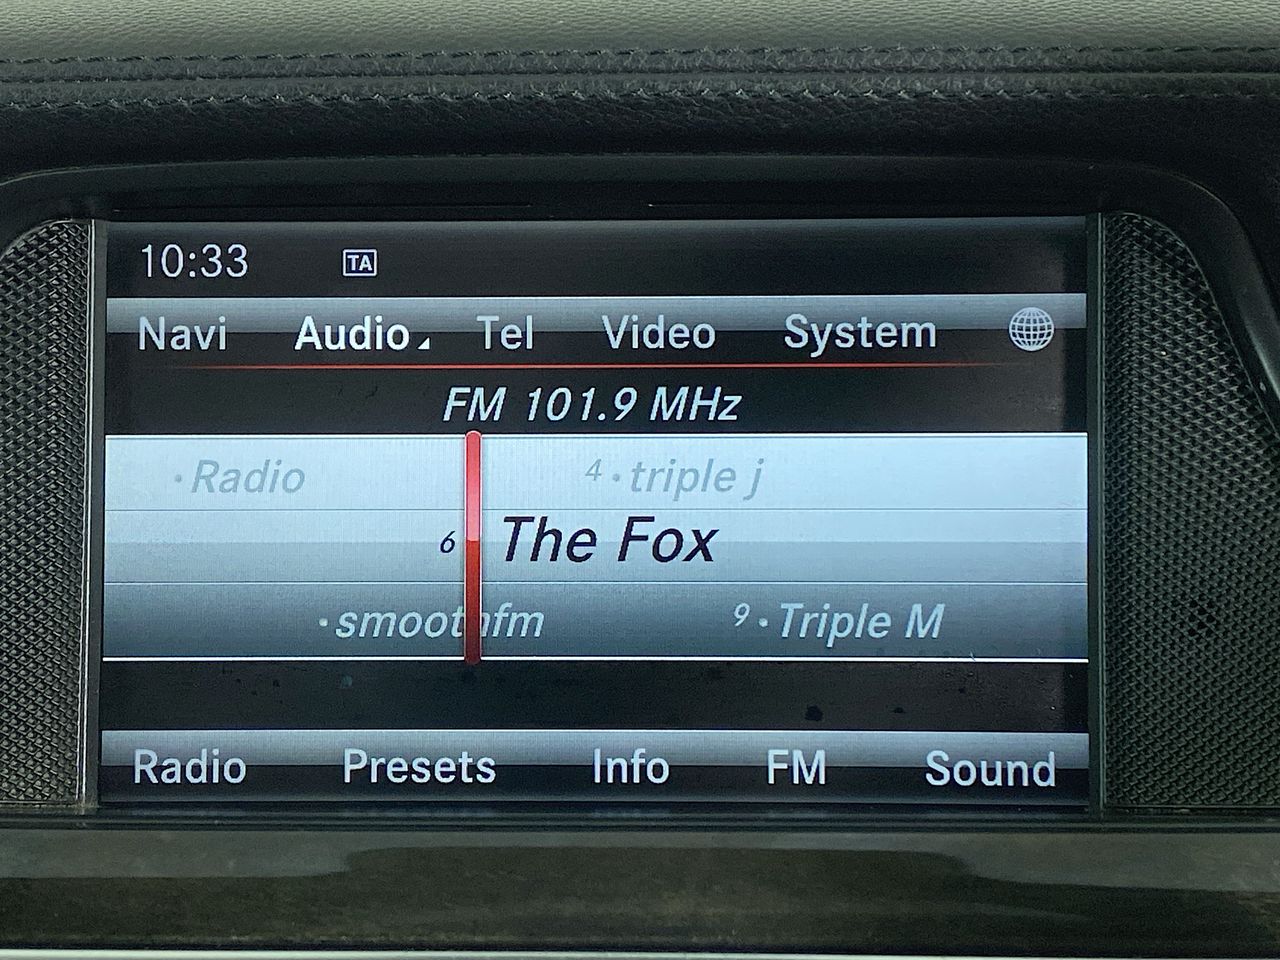 10:33 TA
Navi Audio Tel Video System
FM 101.9 MHz
·Radio 4·triple j
6 The Fox
·smoothfm 9·Triple M
Radio Presets Info FM Sound